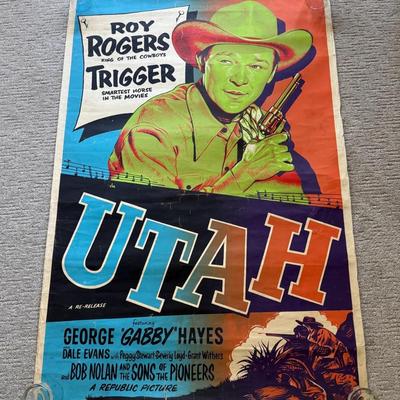 ROY
ROGERS
KING OF THE COWBOYS
TRIGGER
SMARTEST HORSE
IN THE MOVIES
UTAH
A RE-RELEASE
featuring
GEORGE "GABBY" HAYES
DALE EVANS with Peggy Stewart·Beverly Loyd·Grant Withers
and BOB NOLAN AND THE SONS OF THE PIONEERS
A REPUBLIC PICTURE